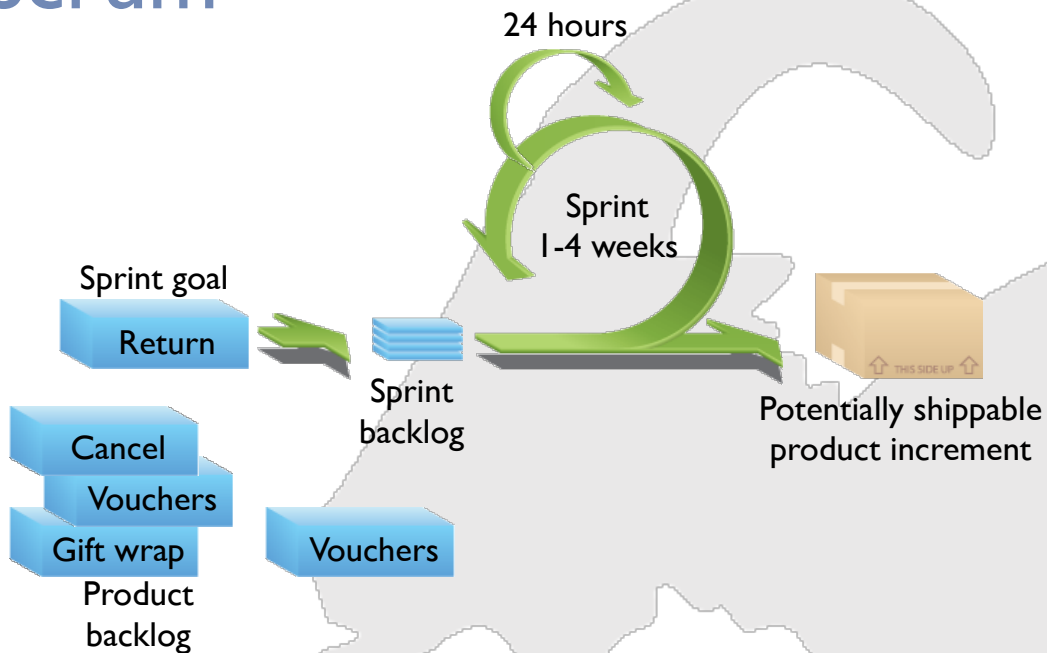 24 hours
Sprint
1-4 weeks
Sprint goal
Return
Sprint
backlog
THIS SIDE UP
Potentially shippable
product increment
Cancel
Vouchers
Gift wrap
Vouchers
Product
backlog